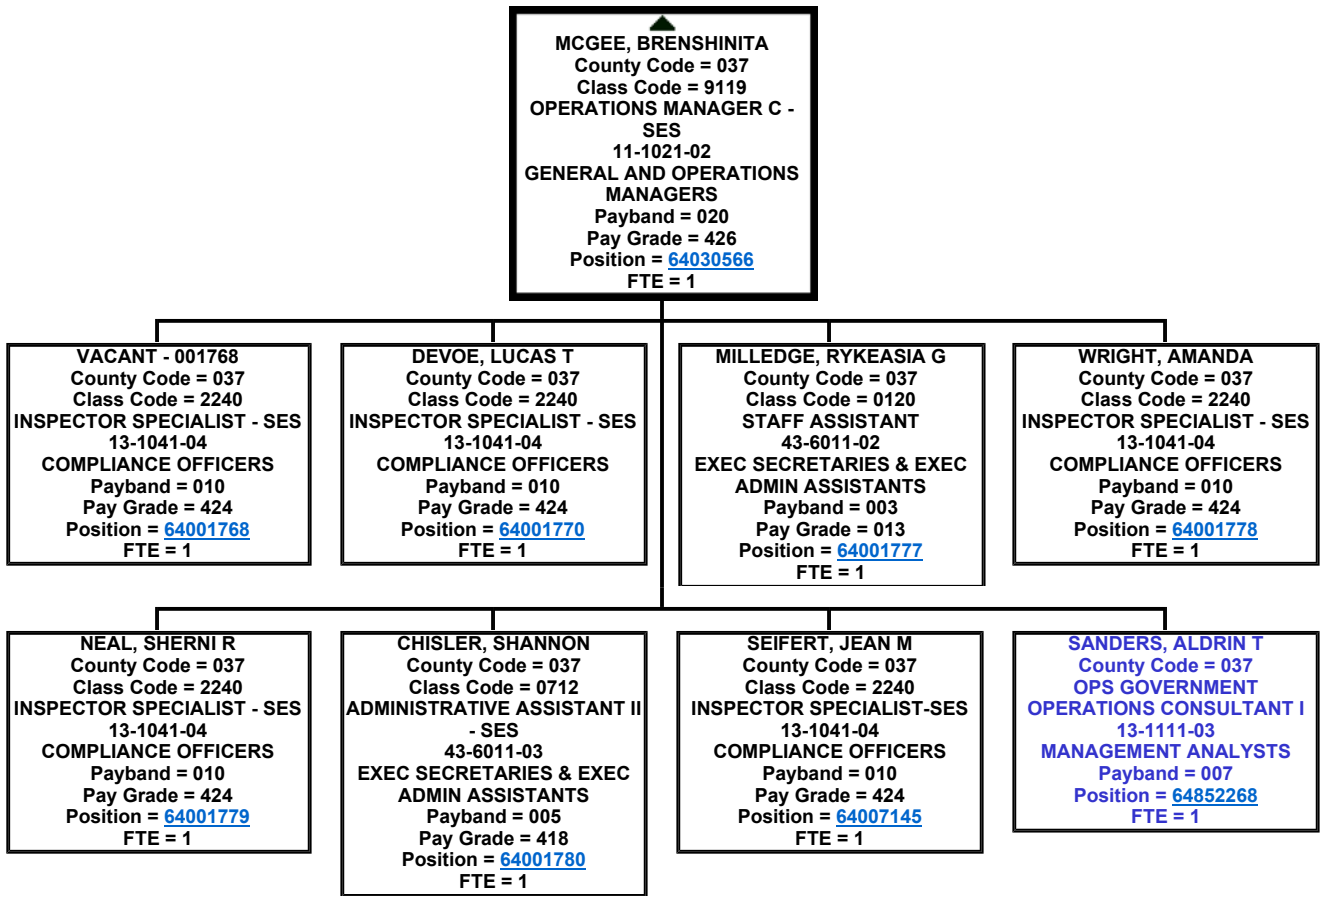 MCGEE, BRENSHINITA
County Code = 037
Class Code = 9119
OPERATIONS MANAGER C -
SES
11-1021-02
GENERAL AND OPERATIONS
MANAGERS
Payband = 020
Pay Grade = 426
Position = 64030566
FTE = 1
VACANT - 001768
County Code = 037
Class Code = 2240
INSPECTOR SPECIALIST - SES
13-1041-04
COMPLIANCE OFFICERS
Payband = 010
Pay Grade = 424
Position = 64001768
FTE = 1
DEVOE, LUCAS T
County Code = 037
Class Code = 2240
INSPECTOR SPECIALIST - SES
13-1041-04
COMPLIANCE OFFICERS
Payband = 010
Pay Grade = 424
Position = 64001770
FTE = 1
MILLEDGE, RYKEASIA G
County Code = 037
Class Code = 0120
STAFF ASSISTANT
43-6011-02
EXEC SECRETARIES & EXEC
ADMIN ASSISTANTS
Payband = 003
Pay Grade = 013
Position = 64001777
FTE = 1
WRIGHT, AMANDA
County Code = 037
Class Code = 2240
INSPECTOR SPECIALIST - SES
13-1041-04
COMPLIANCE OFFICERS
Payband = 010
Pay Grade = 424
Position = 64001778
FTE = 1
NEAL, SHERNI R
County Code = 037
Class Code = 2240
INSPECTOR SPECIALIST - SES
13-1041-04
COMPLIANCE OFFICERS
Payband = 010
Pay Grade = 424
Position = 64001779
FTE = 1
CHISLER, SHANNON
County Code = 037
Class Code = 0712
ADMINISTRATIVE ASSISTANT II
- SES
43-6011-03
EXEC SECRETARIES & EXEC
ADMIN ASSISTANTS
Payband = 005
Pay Grade = 418
Position = 64001780
FTE = 1
SEIFERT, JEAN M
County Code = 037
Class Code = 2240
INSPECTOR SPECIALIST-SES
13-1041-04
COMPLIANCE OFFICERS
Payband = 010
Pay Grade = 424
Position = 64007145
FTE = 1
SANDERS, ALDRIN T
County Code = 037
OPS GOVERNMENT
OPERATIONS CONSULTANT I
13-1111-03
MANAGEMENT ANALYSTS
Payband = 007
Position = 64852268
FTE = 1